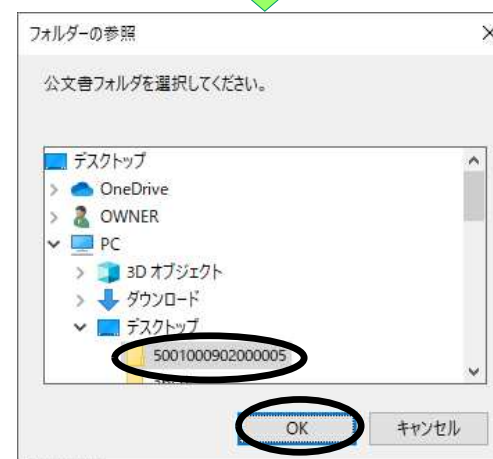 フォルダーの参照
公文書フォルダを選択してください。
デスクトップ
OneDrive
OWNER
PC
3D オブジェクト
ダウンロード
デスクトップ
5001000902000005
OK キャンセル